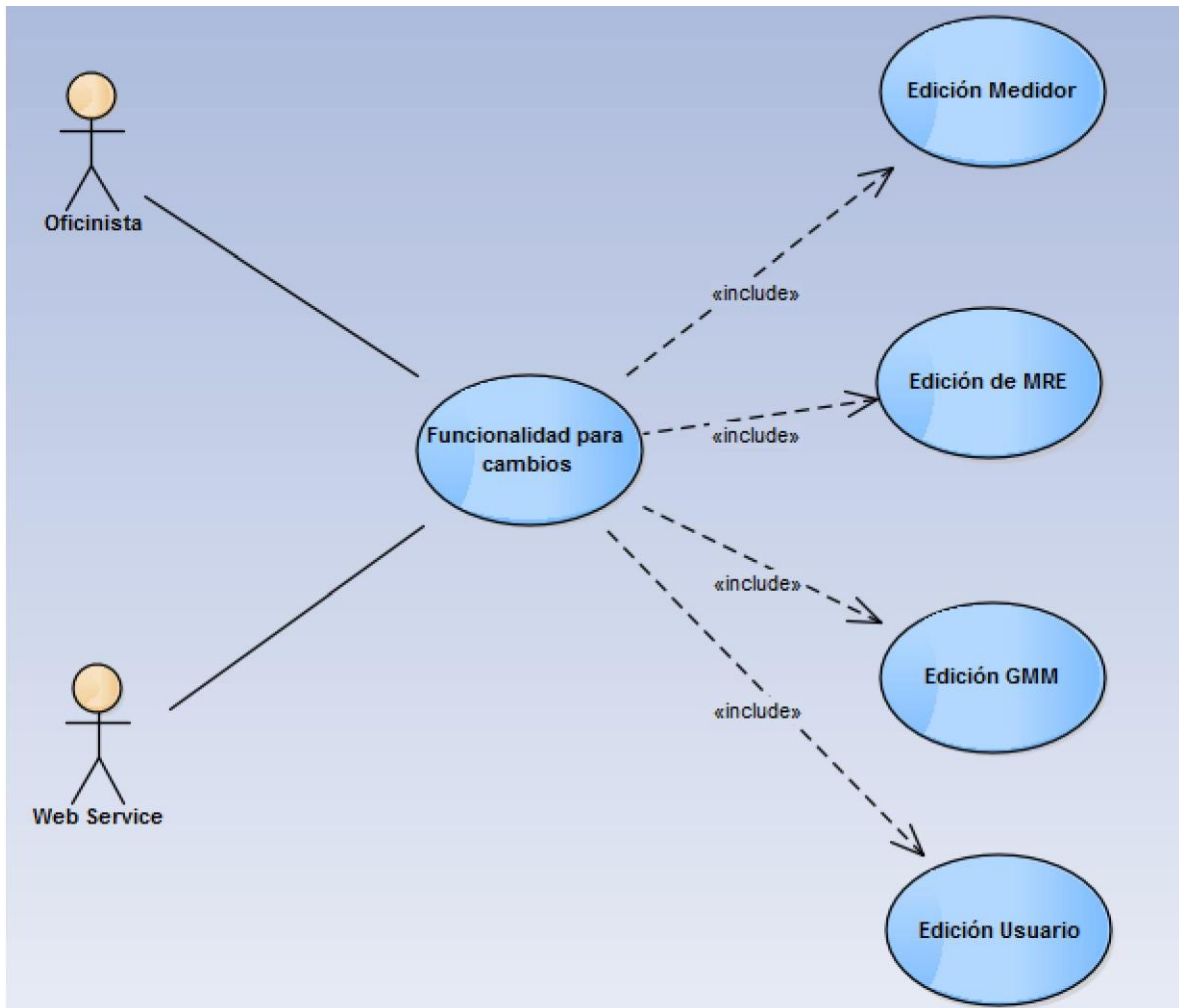 Edición Medidor
Oficinista
«include»
Edición de MRE
Funcionalidad para
cambios
«include»
«include»
Edición GMM
«include»
Web Service
Edición Usuario